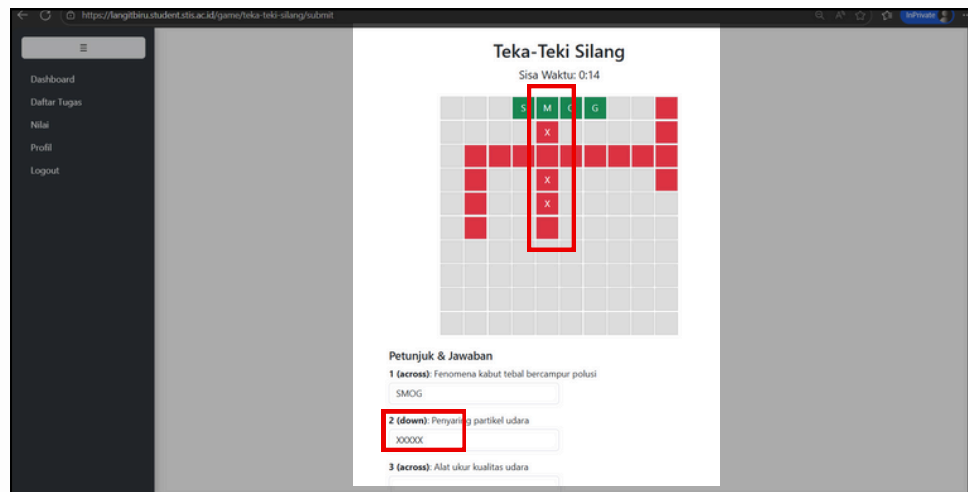 https://langitbiru.student.stis.ac.id/game/teka-teki-silang/submit
InPrivate
Dashboard
Daftar Tugas
Nilai
Profil
Logout
Teka-Teki Silang
Sisa Waktu: 0:14
S M G
X
X
X
Petunjuk & Jawaban
1 (across): Fenomena kabut tebal bercampur polusi
SMOG
2 (down): Penyaring partikel udara
XXXXX
3 (across): Alat ukur kualitas udara